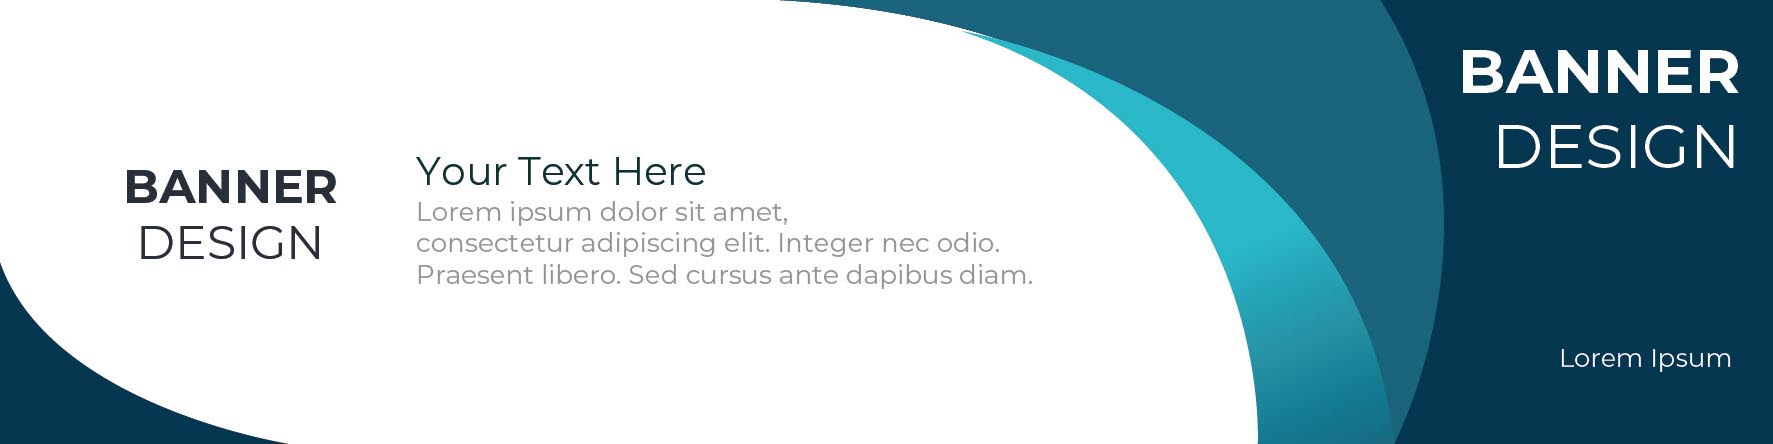 BANNER
DESIGN
Your Text Here
Lorem ipsum dolor sit amet,
consectetur adipiscing elit. Integer nec odio.
Praesent libero. Sed cursus ante dapibus diam.
BANNER
DESIGN
Lorem Ipsum